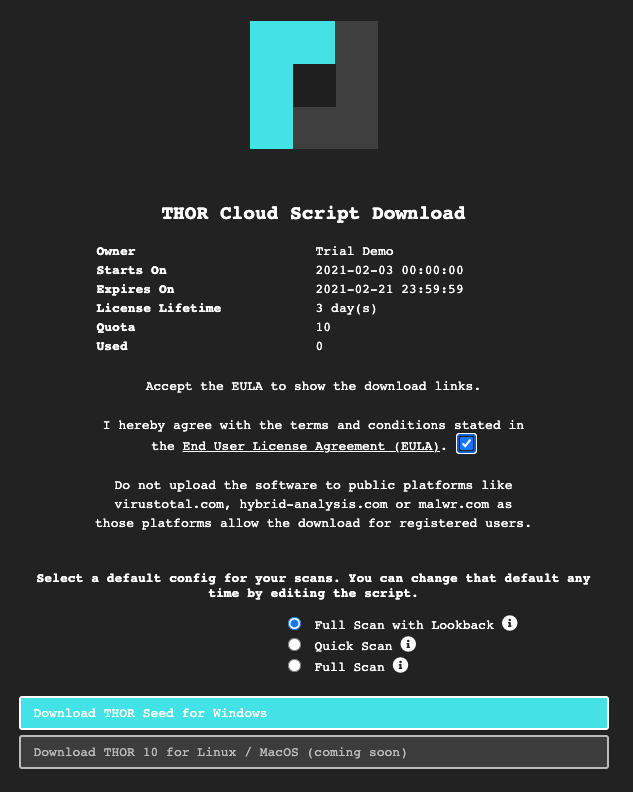 THOR Cloud Script Download
Owner Trial Demo
Starts On 2021-02-03 00:00:00
Expires On 2021-02-21 23:59:59
License Lifetime 3 day(s)
Quota 10
Used 0
Accept the EULA to show the download links.
I hereby agree with the terms and conditions stated in
the End User License Agreement (EULA).
Do not upload the software to public platforms like
virustotal.com, hybrid-analysis.com or malwr.com as
those platforms allow the download for registered users.
Select a default config for your scans. You can change that default any
time by editing the script.
Full Scan with Lookback
Quick Scan
Full Scan
Download THOR Seed for Windows
Download THOR 10 for Linux / MacOS (coming soon)